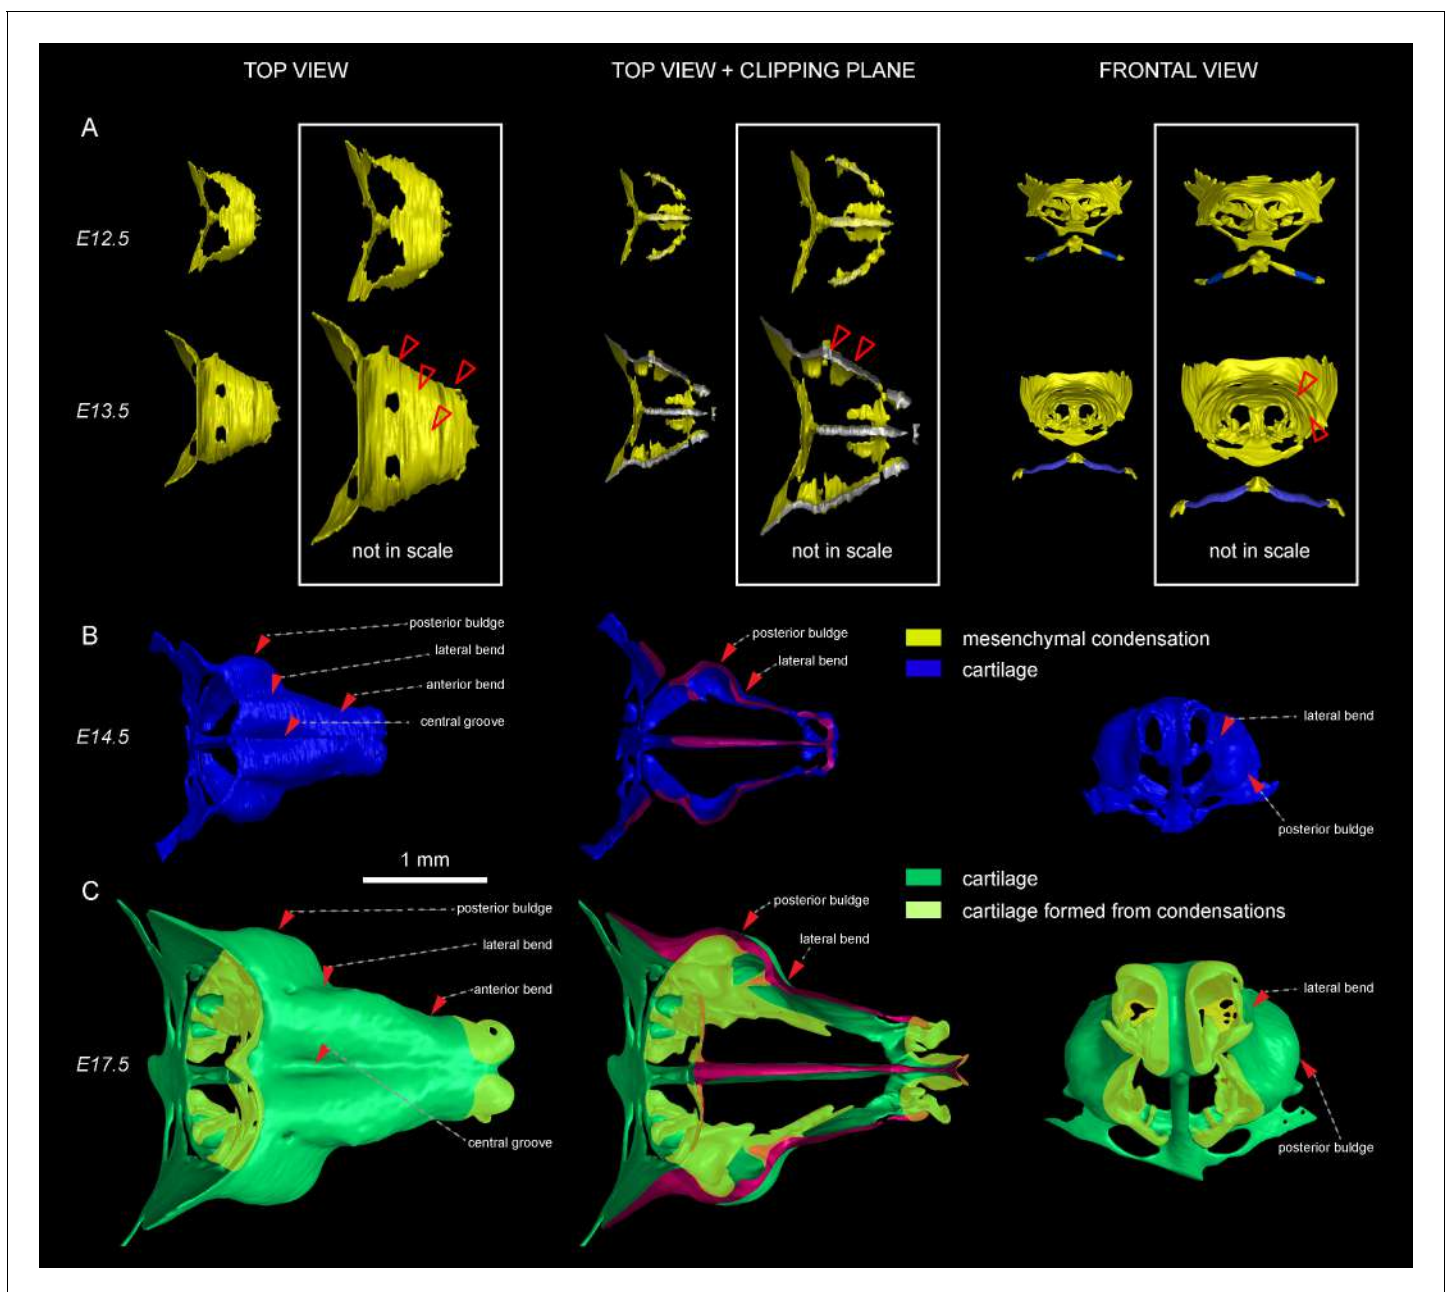 TOP VIEW
TOP VIEW + CLIPPING PLANE
FRONTAL VIEW
A
E12.5
E13.5
not in scale
not in scale
not in scale
B
posterior buldge
lateral bend
anterior bend
central groove
posterior buldge
lateral bend
mesenchymal condensation
cartilage
lateral bend
posterior buldge
E14.5
1 mm
C
posterior buldge
lateral bend
anterior bend
central groove
posterior buldge
lateral bend
cartilage
cartilage formed from condensations
lateral bend
posterior buldge
E17.5